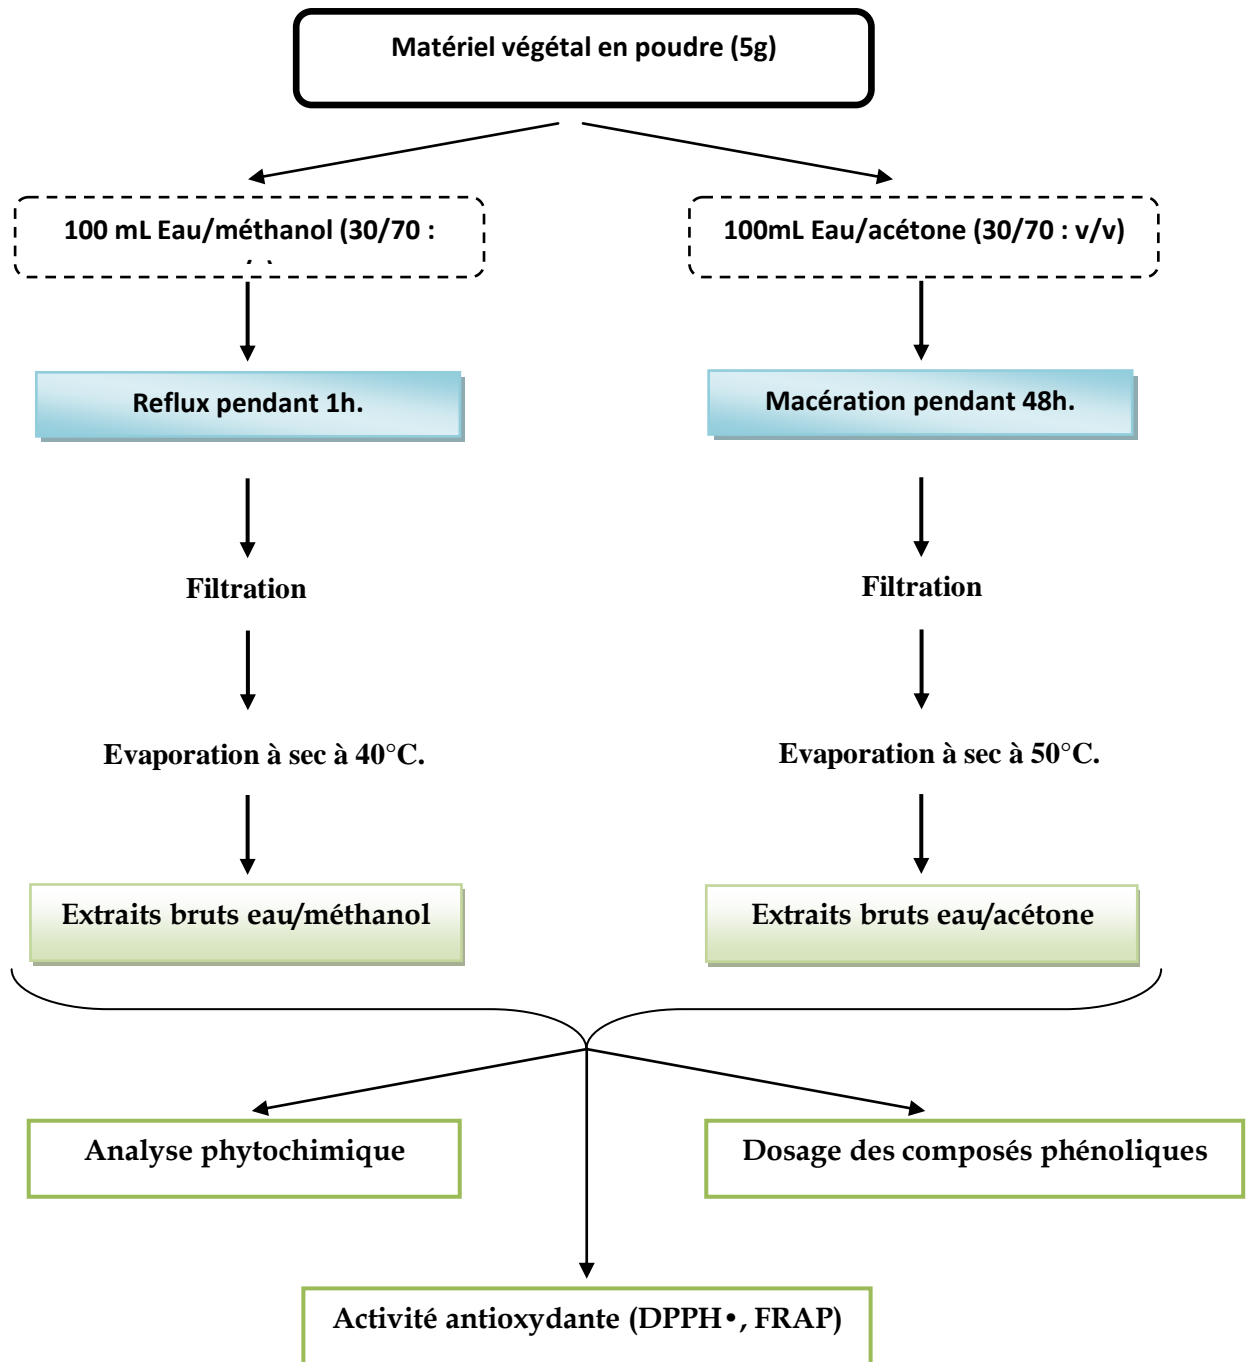 Matériel végétal en poudre (5g)
100 mL Eau/méthanol (30/70 :
100mL Eau/acétone (30/70 : v/v)
Reflux pendant 1h.
Macération pendant 48h.
Filtration
Filtration
Evaporation à sec à 40°C.
Evaporation à sec à 50°C.
Extraits bruts eau/méthanol
Extraits bruts eau/acétone
Analyse phytochimique
Dosage des composés phénoliques
Activité antioxydante (DPPH•, FRAP)